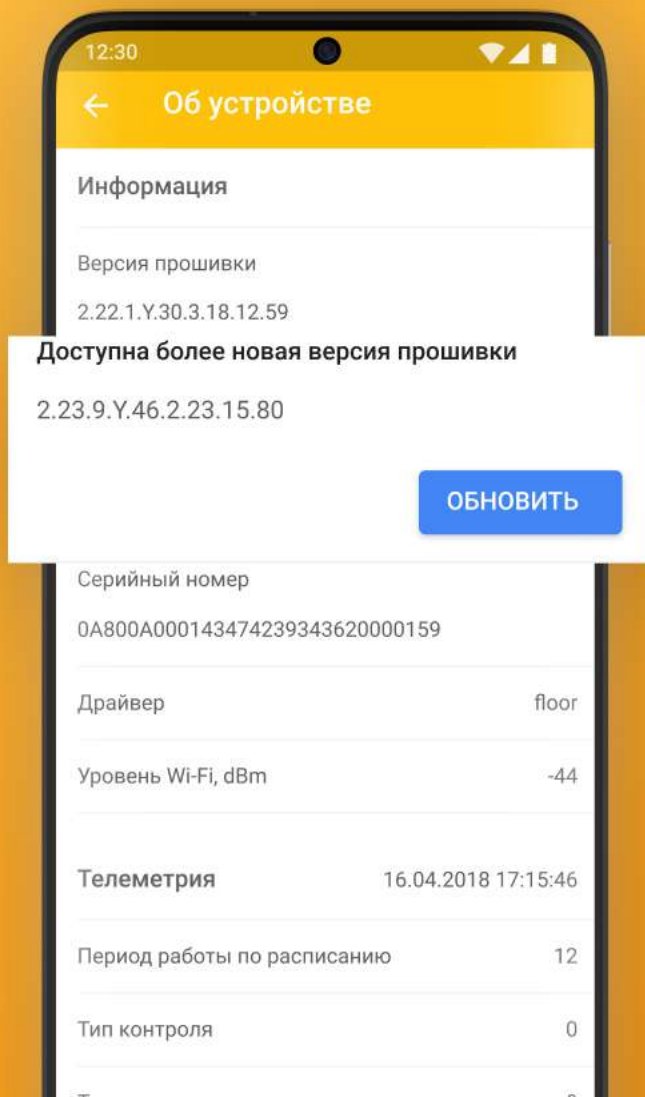 12:30
Об устройстве
Информация
Версия прошивки
2.22.1.Y.30.3.18.12.59
Доступна более новая версия прошивки
2.23.9.Y.46.2.23.15.80
ОБНОВИТЬ
Серийный номер
0A800A000143474239343620000159
Драйвер floor
Уровень Wi-Fi, dBm -44
Телеметрия 16.04.2018 17:15:46
Период работы по расписанию 12
Тип контроля 0